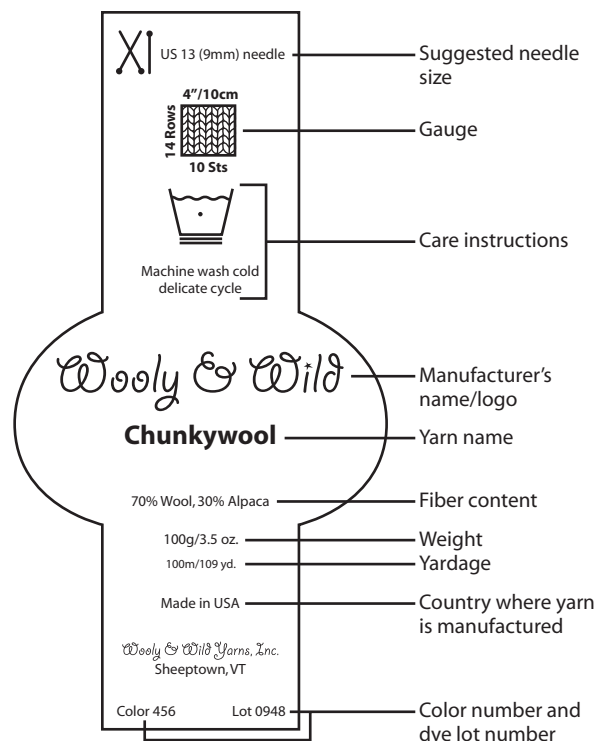 US 13 (9mm) needle
Suggested needle
size
4”/10cm
14 Rows
10 Sts
Gauge
Machine wash cold
delicate cycle
Care instructions
Wooly & Wild
Manufacturer’s
name/logo
Chunkywool
Yarn name
70% Wool, 30% Alpaca
Fiber content
100g/3.5 oz.
Weight
100m/109 yd.
Yardage
Made in USA
Country where yarn
is manufactured
Wooly & Wild Yarns, Inc.
Sheeptown, VT
Color 456
Lot 0948
Color number and
dye lot number